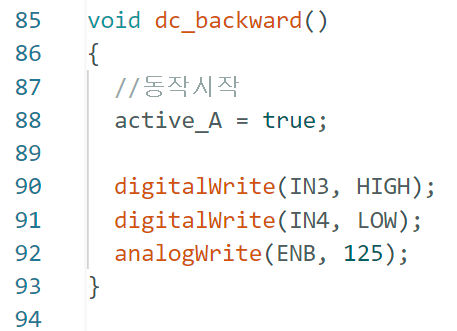 85 void dc_backward()
86 {
87 //동작시작
88 active_A = true;
89
90 digitalWrite(IN3, HIGH);
91 digitalWrite(IN4, LOW);
92 analogWrite(ENB, 125);
93 }
94